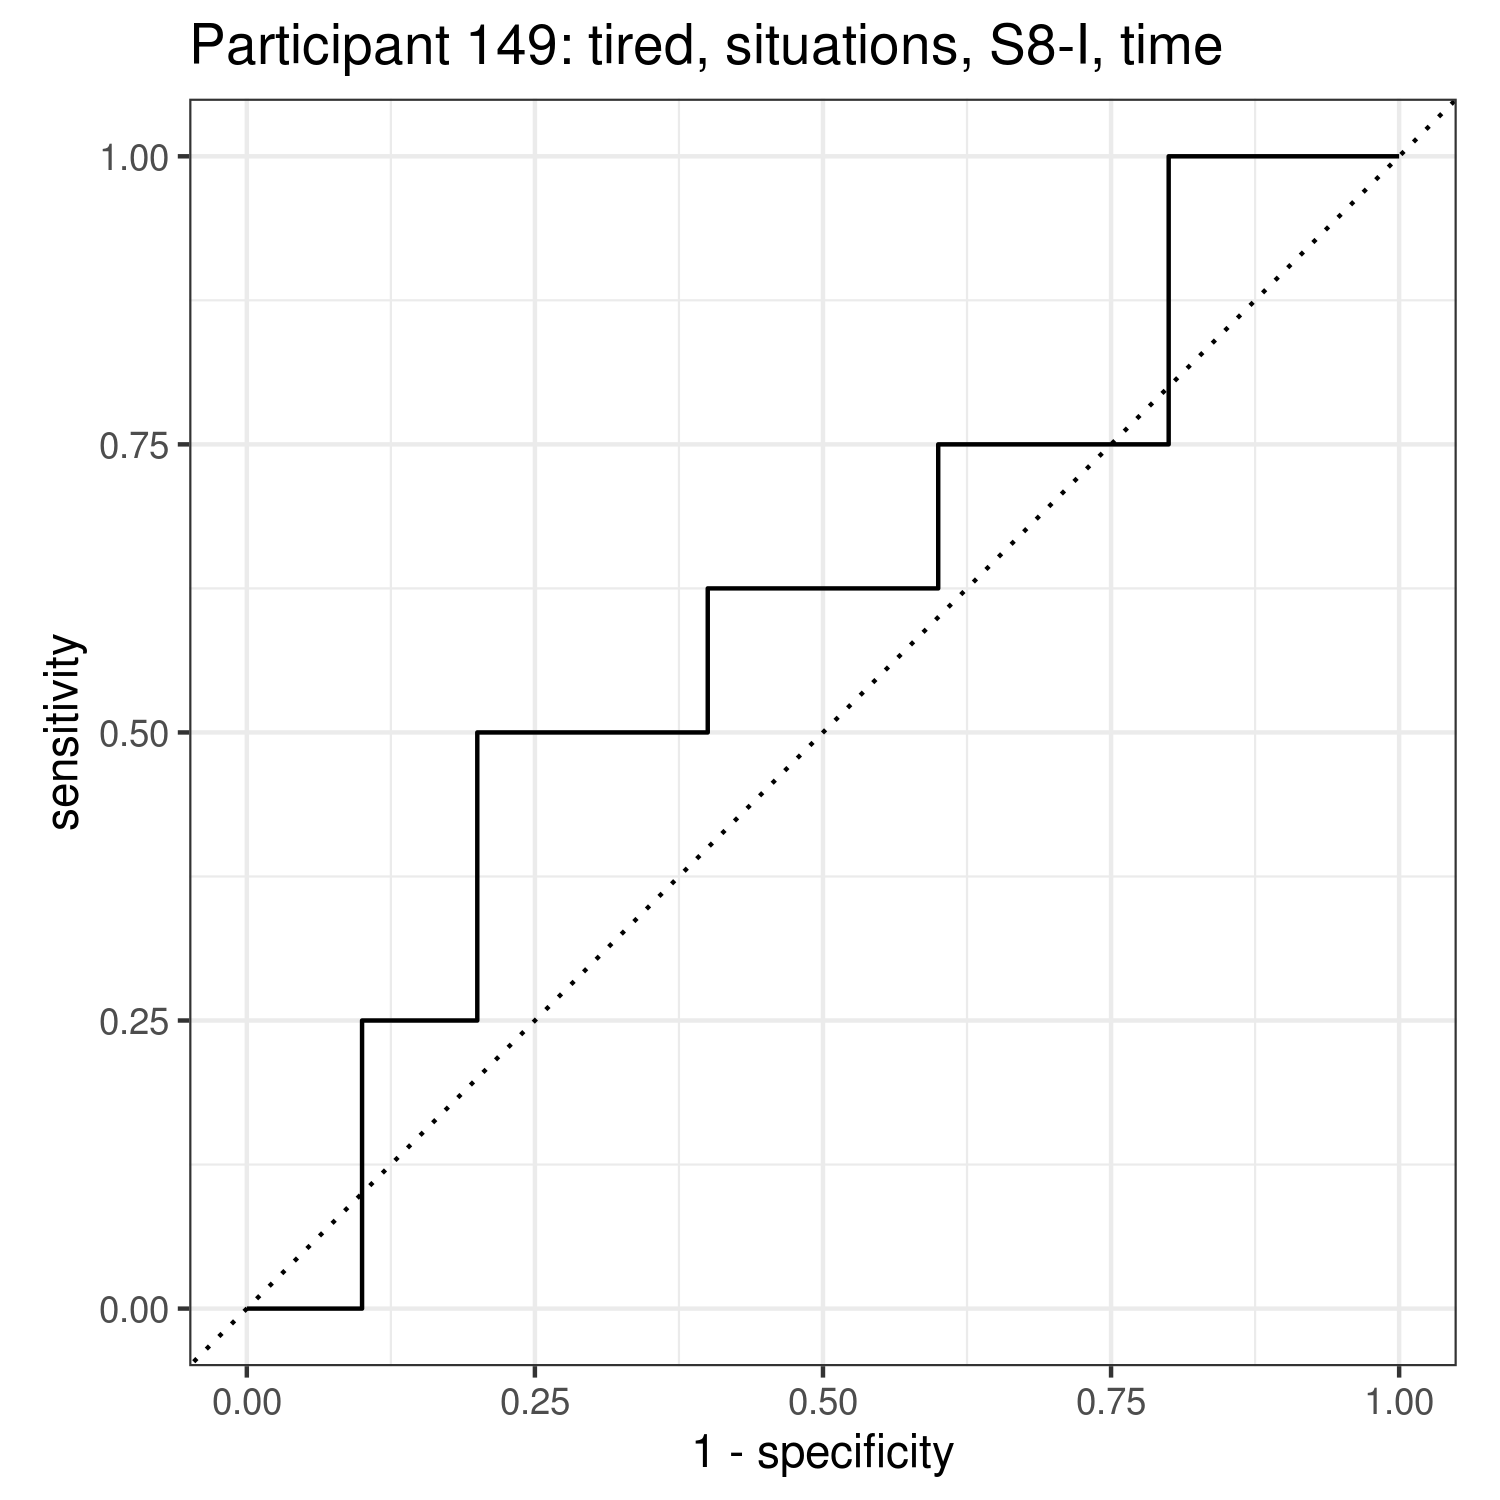 Participant 149: tired, situations, S8-I, time
1.00
0.75
0.50
0.25
0.00
sensitivity
0.00 0.25 0.50 0.75 1.00
1 - specificity